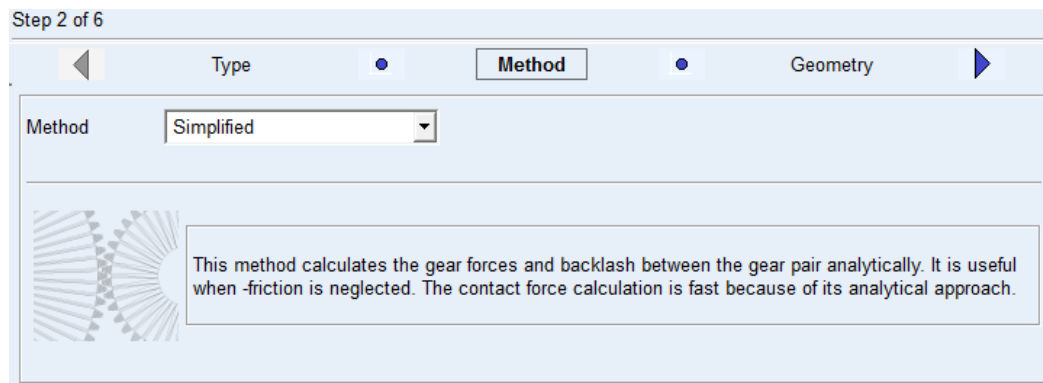 Step 2 of 6
Type Method Geometry
Method Simplified
This method calculates the gear forces and backlash between the gear pair analytically. It is useful
when -friction is neglected. The contact force calculation is fast because of its analytical approach.